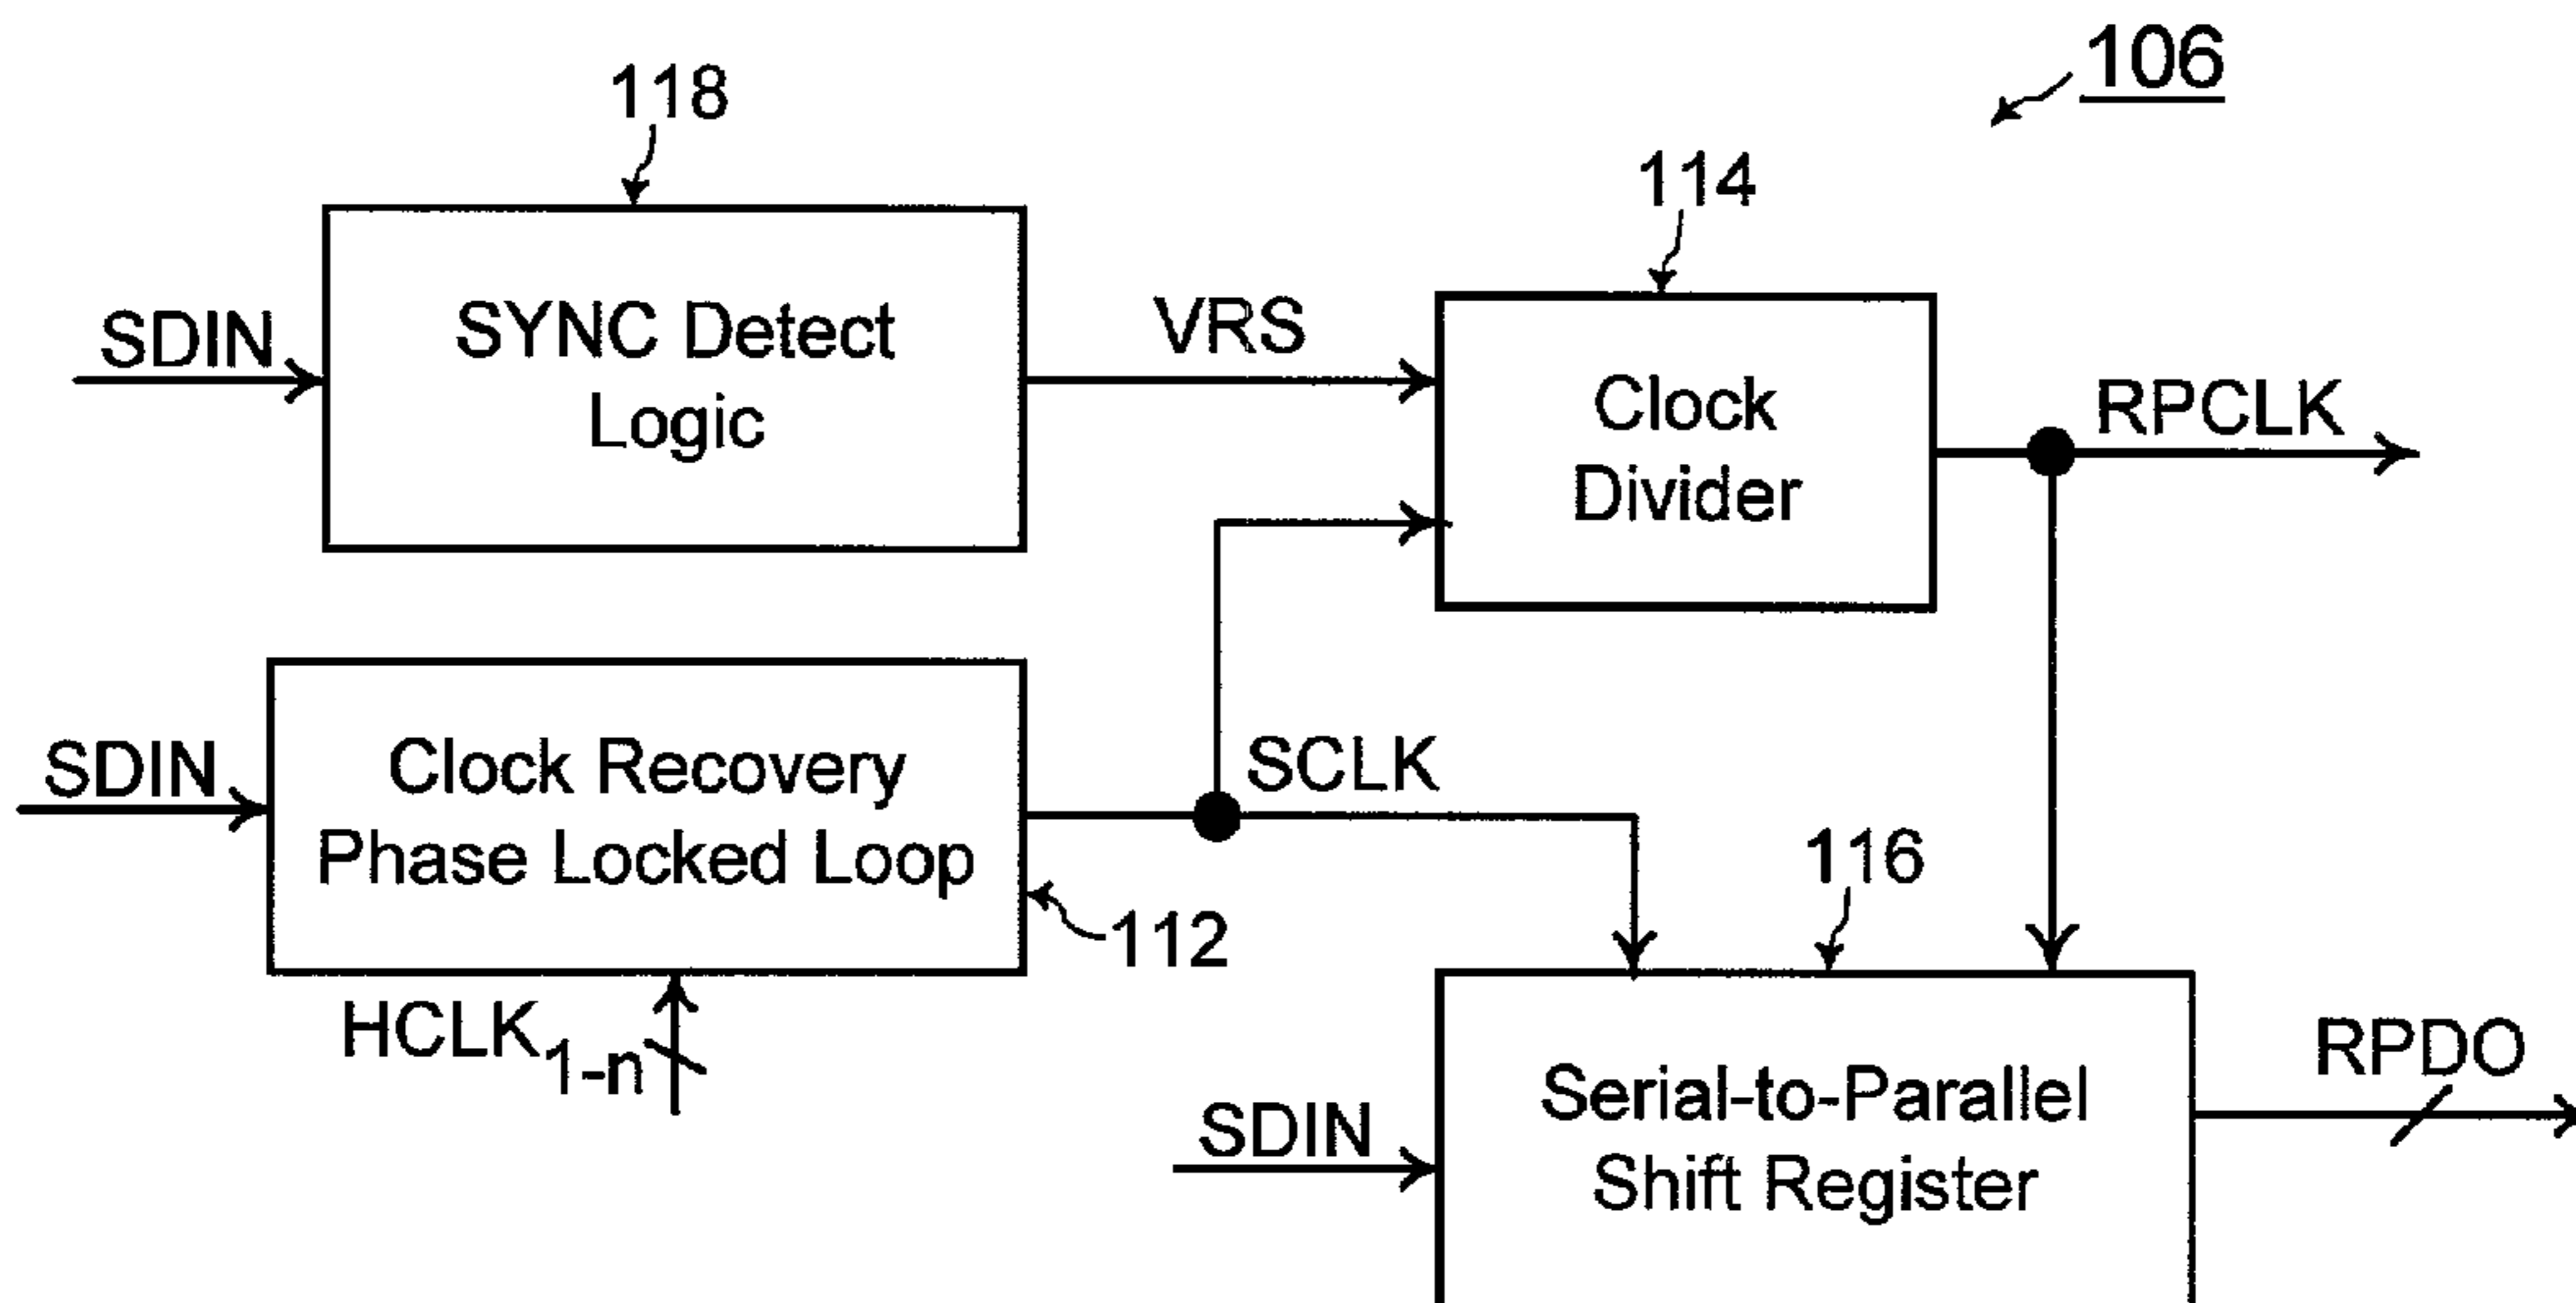 106
118
114
SDIN
SYNC Detect
Logic
VRS
Clock
Divider
RPCLK
SDIN
Clock Recovery
Phase Locked Loop
SCLK
112
116
HCLK1-n
SDIN
Serial-to-Parallel
Shift Register
RPDO